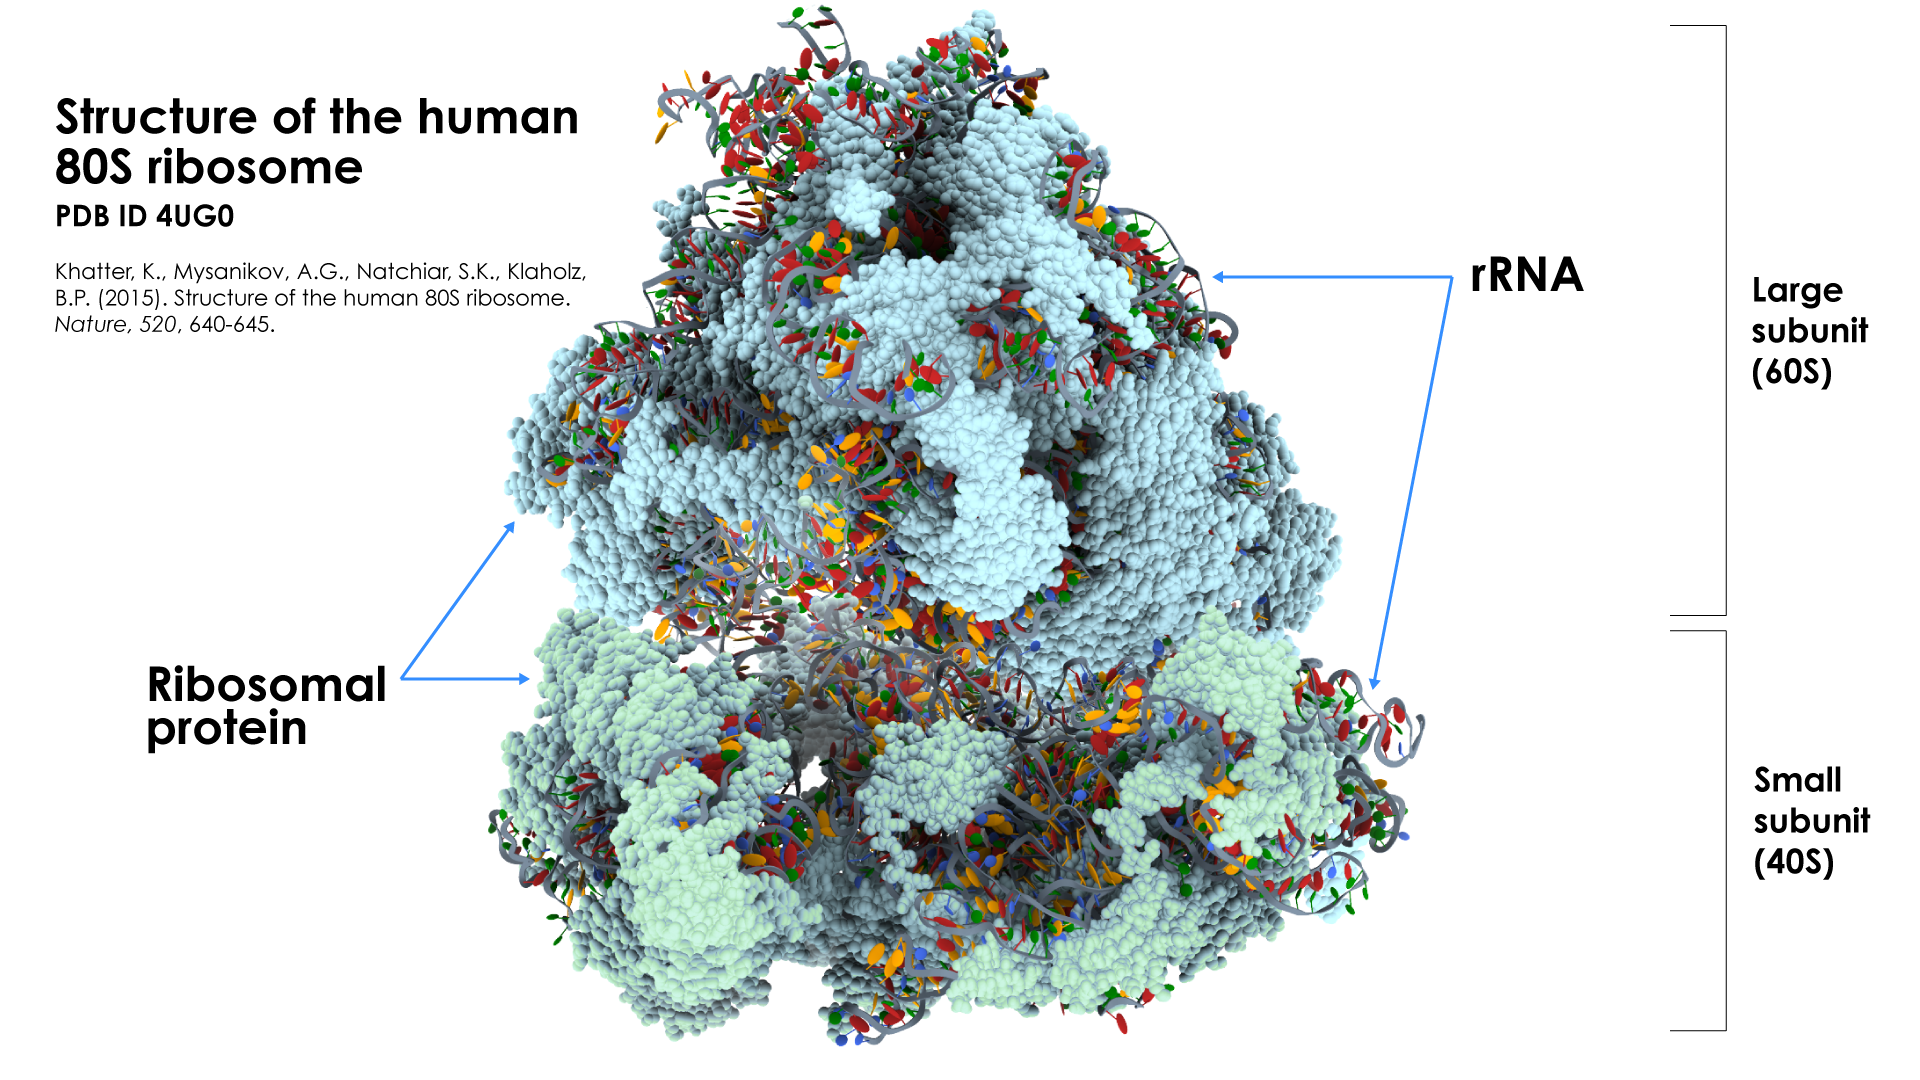 Structure of the human
80S ribosome
PDB ID 4UG0
Khatter, K., Mysanikov, A.G., Natchiar, S.K., Klaholz,
B.P. (2015). Structure of the human 80S ribosome.
Nature, 520, 640-645.
rRNA
Large
subunit
(60S)
Ribosomal
protein
Small
subunit
(40S)